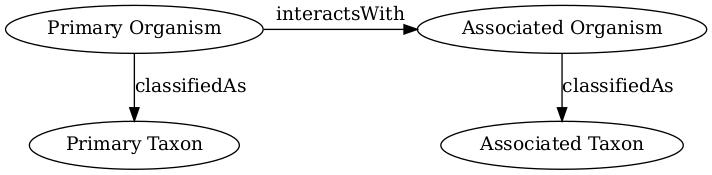 interactsWith
Primary Organism
Associated Organism
classifiedAs
classifiedAs
Primary Taxon
Associated Taxon